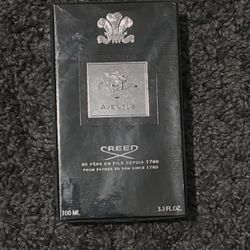 AVENTUS
CREED
DE PÈRE EN FILS DEPUIS 1760
FROM FATHER TO SON SINCE 1760
100 ML 3.3 FL.OZ.